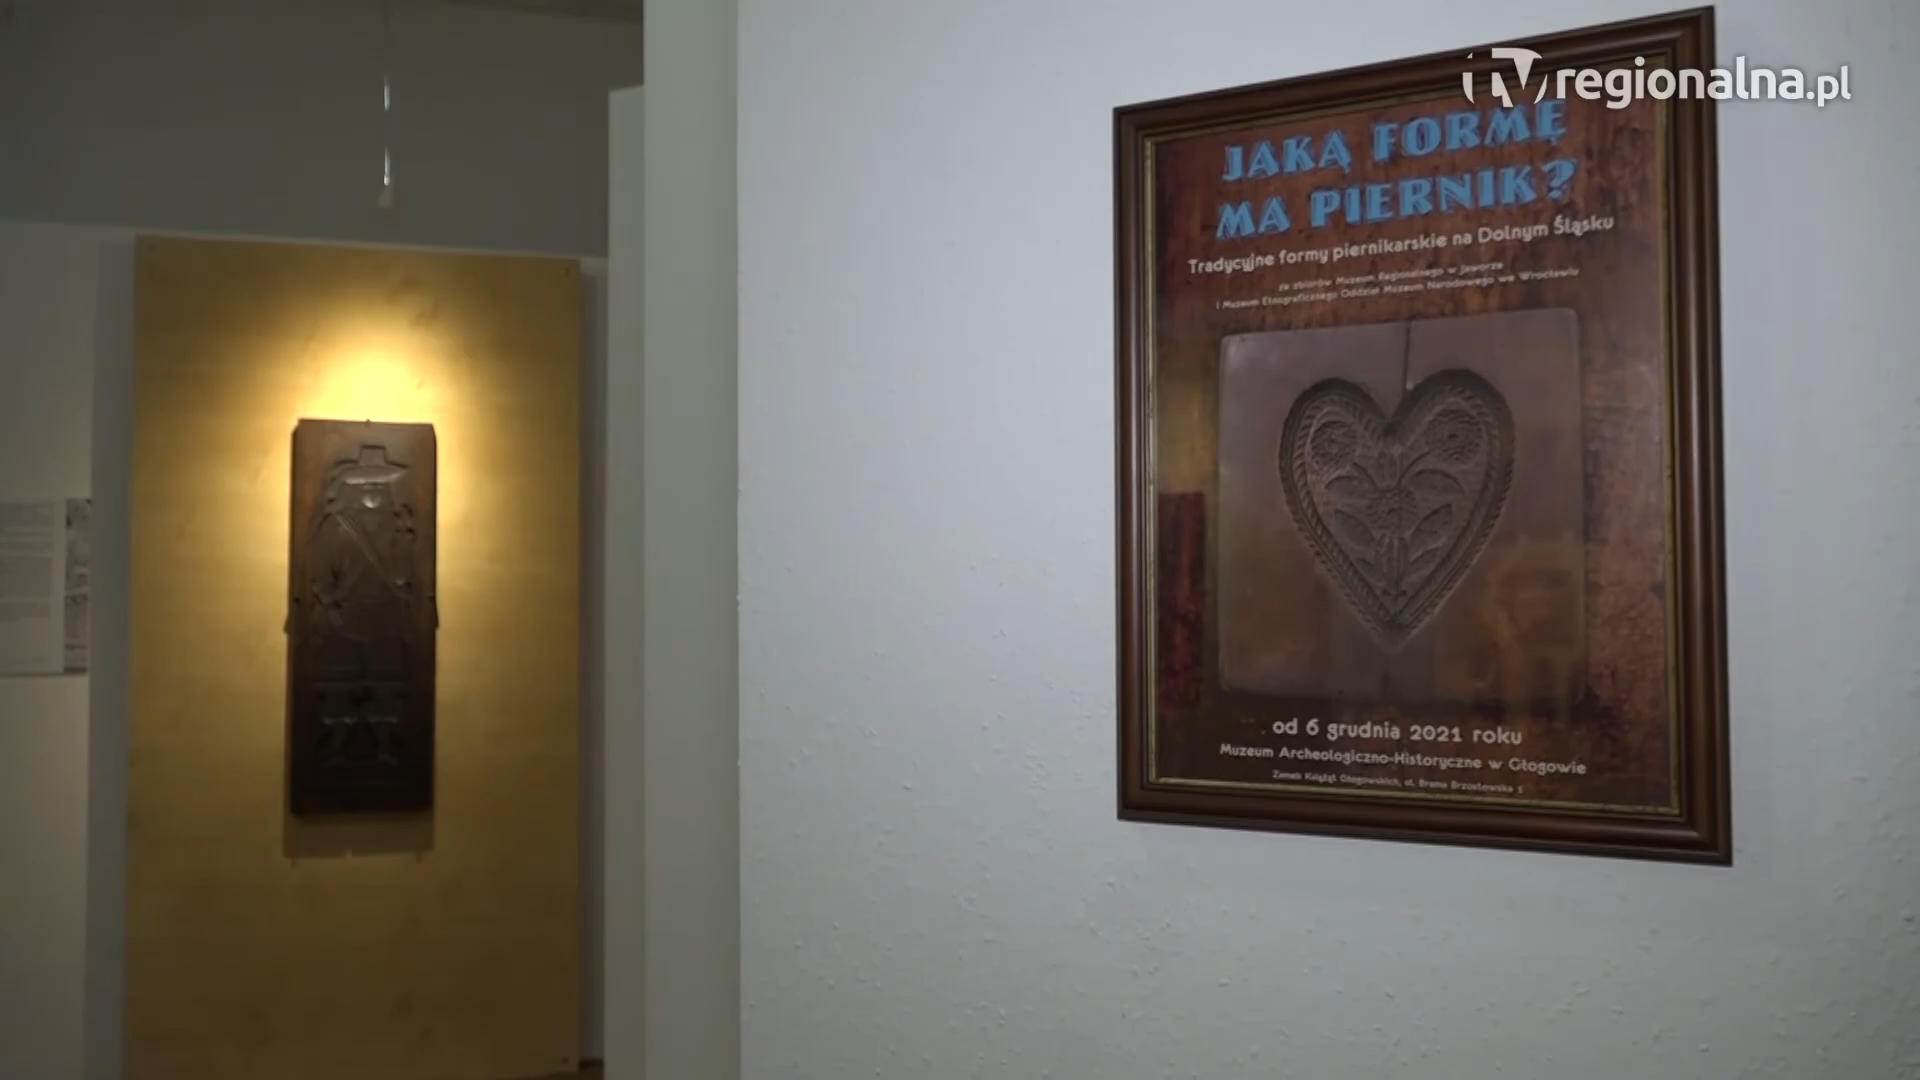 tvregionalna.pl
JAKĄ FORMĘ
MA PIERNIK?
Tradycyjne formy piernikarskie na Dolnym Śląsku
ze zbiorów Muzeum Regionalnego w Jaworze
i Muzeum Etnograficznego Oddział Muzeum Narodowego we Wrocławiu
od 6 grudnia 2021 roku
Muzeum Archeologiczno-Historyczne w Głogowie
Zamek Książąt Głogowskich, ul. Brama Brzostowska 1